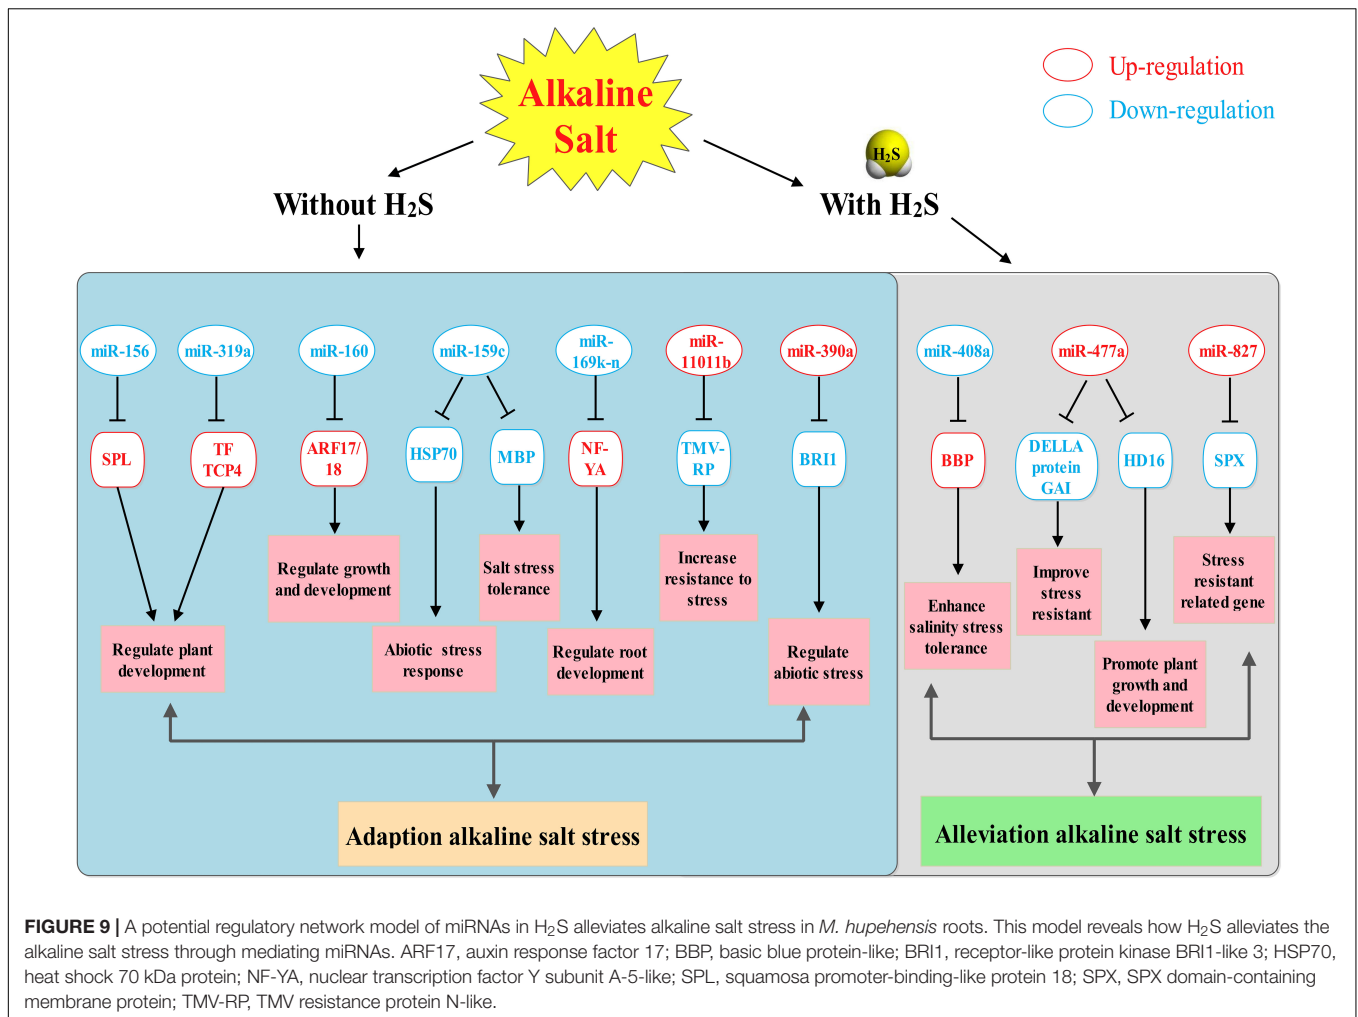 Alkaline
Salt
Up-regulation
Down-regulation
H2S
Without H2S
With H2S
miR-156
miR-319a
miR-160
miR-159c
miR-
169k-n
miR-
11011b
miR-390a
miR-408a
miR-477a
miR-827
SPL
TF
TCP4
ARF17/
18
HSP70
MBP
NF-
YA
TMV-
RP
BRI1
BBP
DELLA
protein
GAI
HD16
SPX
Regulate plant
development
Regulate growth
and development
Abiotic stress
response
Salt stress
tolerance
Regulate root
development
Increase
resistance to
stress
Regulate
abiotic stress
Enhance
salinity stress
tolerance
Improve
stress
resistant
Promote plant
growth and
development
Stress
resistant
related gene
Adaption alkaline salt stress
Alleviation alkaline salt stress
FIGURE 9 | A potential regulatory network model of miRNAs in H2S alleviates alkaline salt stress in M. hupehensis roots. This model reveals how H2S alleviates the
alkaline salt stress through mediating miRNAs. ARF17, auxin response factor 17; BBP, basic blue protein-like; BRI1, receptor-like protein kinase BRI1-like 3; HSP70,
heat shock 70 kDa protein; NF-YA, nuclear transcription factor Y subunit A-5-like; SPL, squamosa promoter-binding-like protein 18; SPX, SPX domain-containing
membrane protein; TMV-RP, TMV resistance protein N-like.